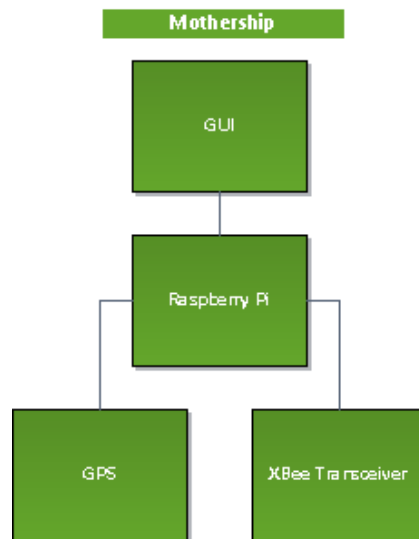 Mothership
GUI
Raspberry Pi
GPS
XBee Transceiver